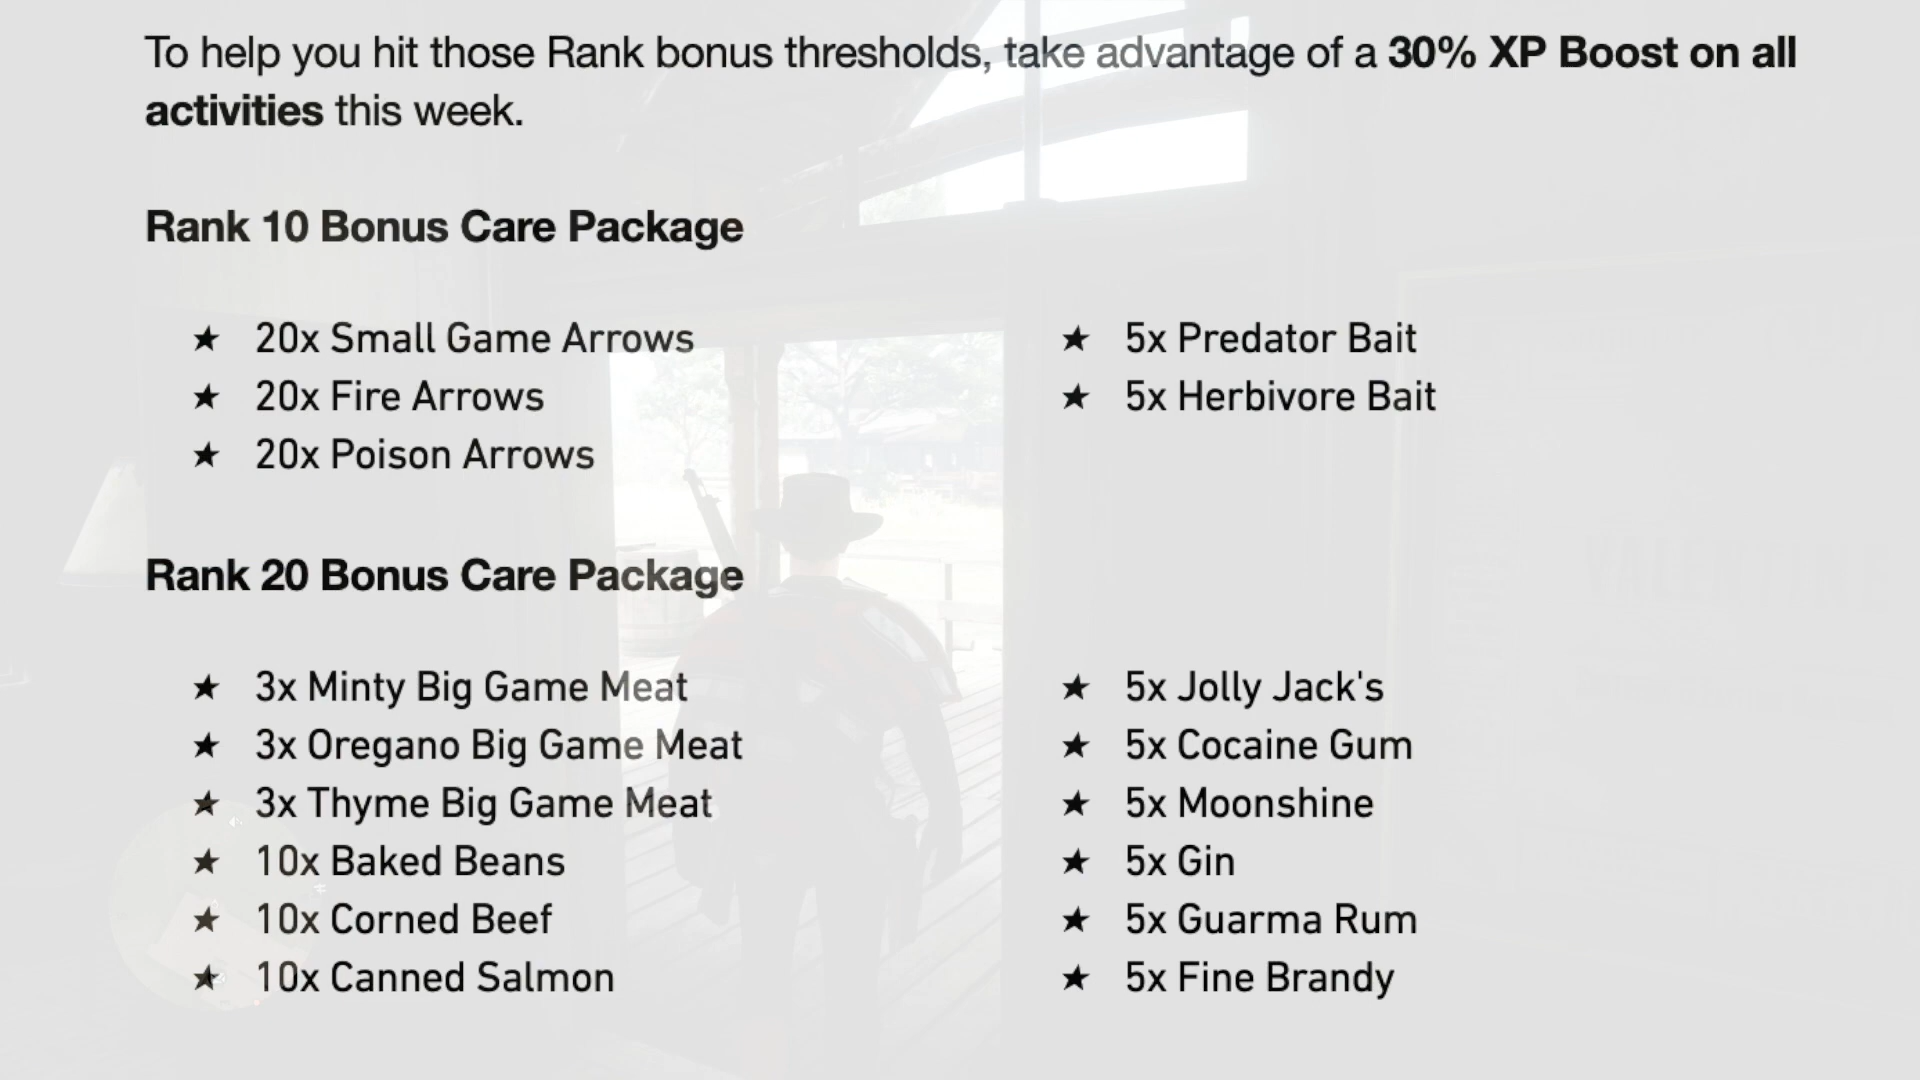 To help you hit those Rank bonus thresholds, take advantage of a 30% XP Boost on all
activities this week.
Rank 10 Bonus Care Package
★ 20x Small Game Arrows
★ 20x Fire Arrows
★ 20x Poison Arrows
★ 5x Predator Bait
★ 5x Herbivore Bait
Rank 20 Bonus Care Package
★ 3x Minty Big Game Meat
★ 3x Oregano Big Game Meat
★ 3x Thyme Big Game Meat
★ 10x Baked Beans
★ 10x Corned Beef
★ 10x Canned Salmon
★ 5x Jolly Jack's
★ 5x Cocaine Gum
★ 5x Moonshine
★ 5x Gin
★ 5x Guarma Rum
★ 5x Fine Brandy